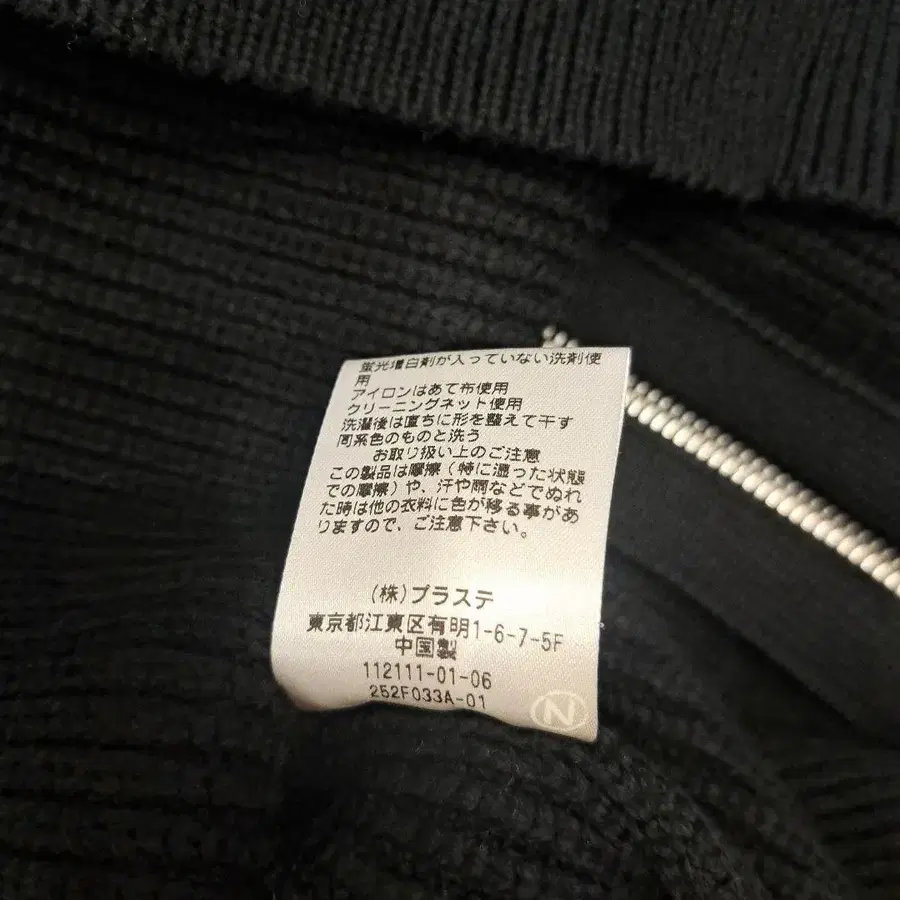 蛍光増白剤が入っていない洗剤使
用
アイロンはあて布使用
クリーニングネット使用
洗濯後は直ちに形を整えて干す
同系色のものと洗う
お取り扱い上のご注意
この製品は摩擦（特に湿った状態
での摩擦）や、汗や雨などでぬれ
た時は他の衣料に色が移る事があ
りますので、ご注意下さい。
(株)プラステ
東京都江東区有明1-6-7-5F
中国製
112111-01-06
252F033A-01
N